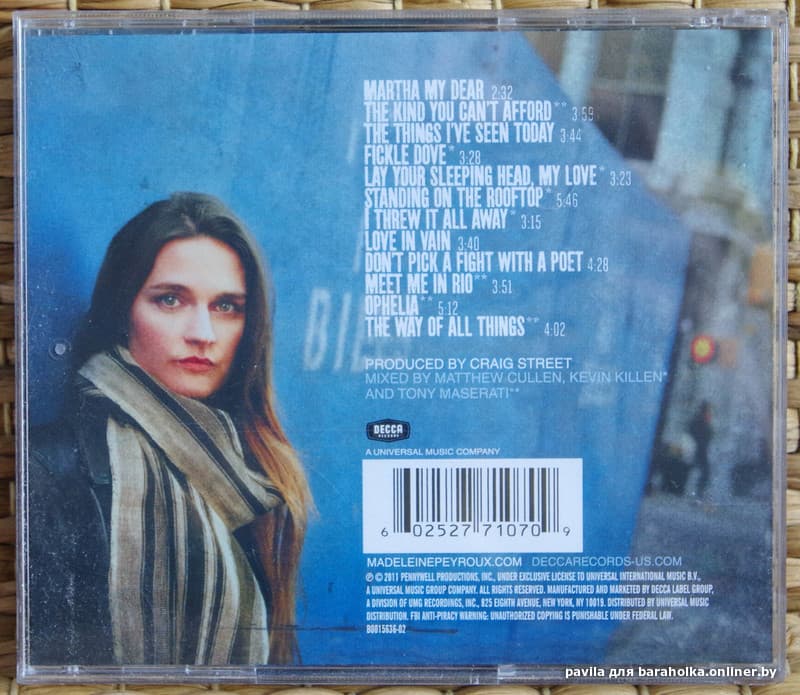 MARTHA MY DEAR 2:32
THE KIND YOU CAN'T AFFORD** 3:59
THE THINGS I'VE SEEN TODAY 3:44
FICKLE DOVE* 3:28
LAY YOUR SLEEPING HEAD, MY LOVE* 3:23
STANDING ON THE ROOFTOP* 5:46
I THREW IT ALL AWAY* 3:15
LOVE IN VAIN 3:40
DON'T PICK A FIGHT WITH A POET 4:28
MEET ME IN RIO** 3:51
OPHELIA** 5:12
THE WAY OF ALL THINGS** 4:02
BIE
PRODUCED BY CRAIG STREET
MIXED BY MATTHEW CULLEN, KEVIN KILLEN*
AND TONY MASERATI**
DECCA
RECORDS
A UNIVERSAL MUSIC COMPANY
6 02527 71070 9
MADELEINEPEYROUX.COM DECCARECORDS-US.COM
℗ © 2011 PENNYWELL PRODUCTIONS, INC., UNDER EXCLUSIVE LICENSE TO UNIVERSAL INTERNATIONAL MUSIC B.V.,
A UNIVERSAL MUSIC GROUP COMPANY. ALL RIGHTS RESERVED. MANUFACTURED AND MARKETED BY DECCA LABEL GROUP,
A DIVISION OF UMG RECORDINGS, INC., 825 EIGHTH AVENUE, NEW YORK, NY 10019. DISTRIBUTED BY UNIVERSAL MUSIC
DISTRIBUTION. FBI ANTI-PIRACY WARNING: UNAUTHORIZED COPYING IS PUNISHABLE UNDER FEDERAL LAW.
B0015636-02
pavila для baraholka.onliner.by